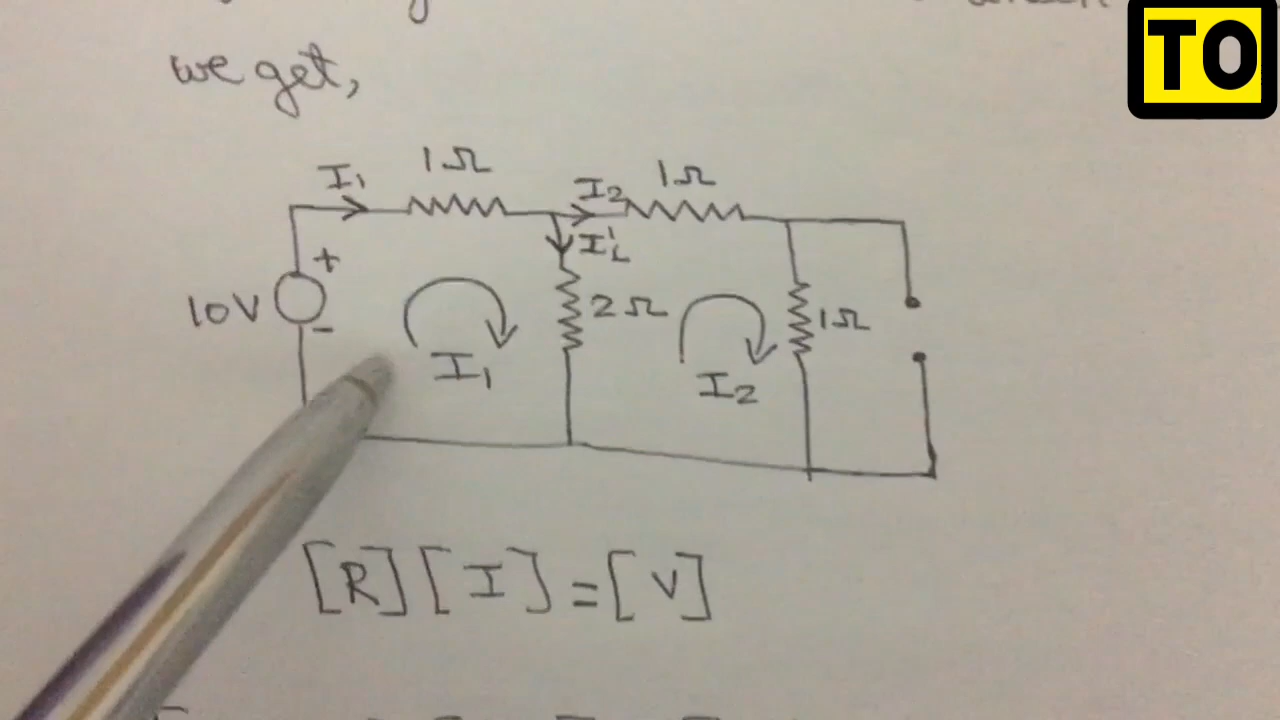 TO
we get,
I₁ 1Ω I₂ 1Ω
+ I'L
10V 2Ω 1Ω
-
I₁ I₂
[R][I]=[V]